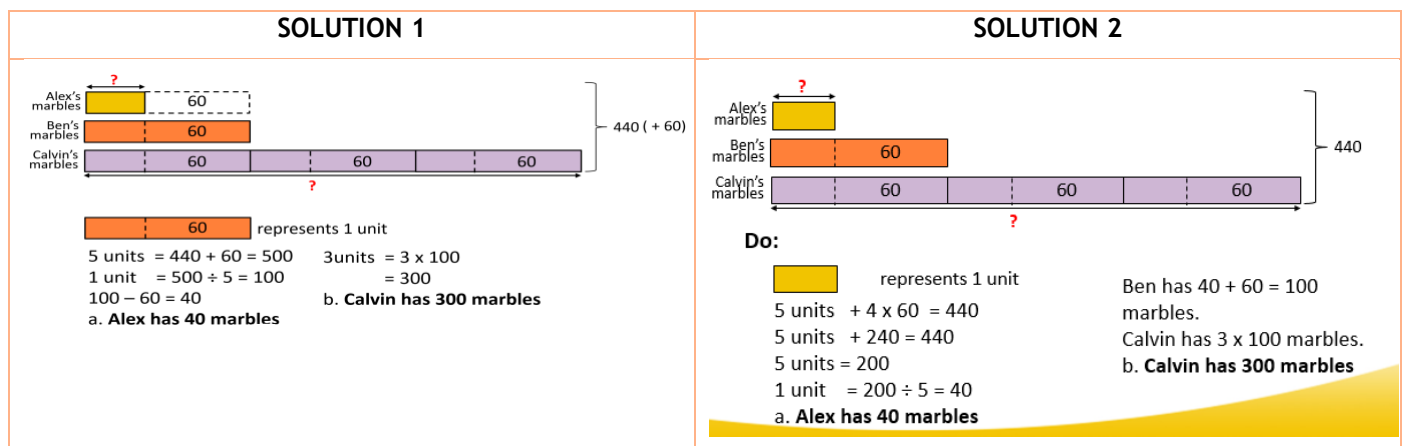 SOLUTION 1
?
Alex's
marbles
60
Ben's
marbles
60
440 ( + 60)
Calvin's
marbles
60
60
60
?
60
represents 1 unit
5 units = 440 + 60 = 500
1 unit = 500 ÷ 5 = 100
100 – 60 = 40
a. Alex has 40 marbles
3units = 3 x 100
= 300
b. Calvin has 300 marbles
SOLUTION 2
?
Alex's
marbles
Ben's
marbles
60
440
Calvin's
marbles
60
60
60
?
Do:
represents 1 unit
5 units + 4 x 60 = 440
5 units + 240 = 440
5 units = 200
1 unit = 200 ÷ 5 = 40
a. Alex has 40 marbles
Ben has 40 + 60 = 100
marbles.
Calvin has 3 x 100 marbles.
b. Calvin has 300 marbles